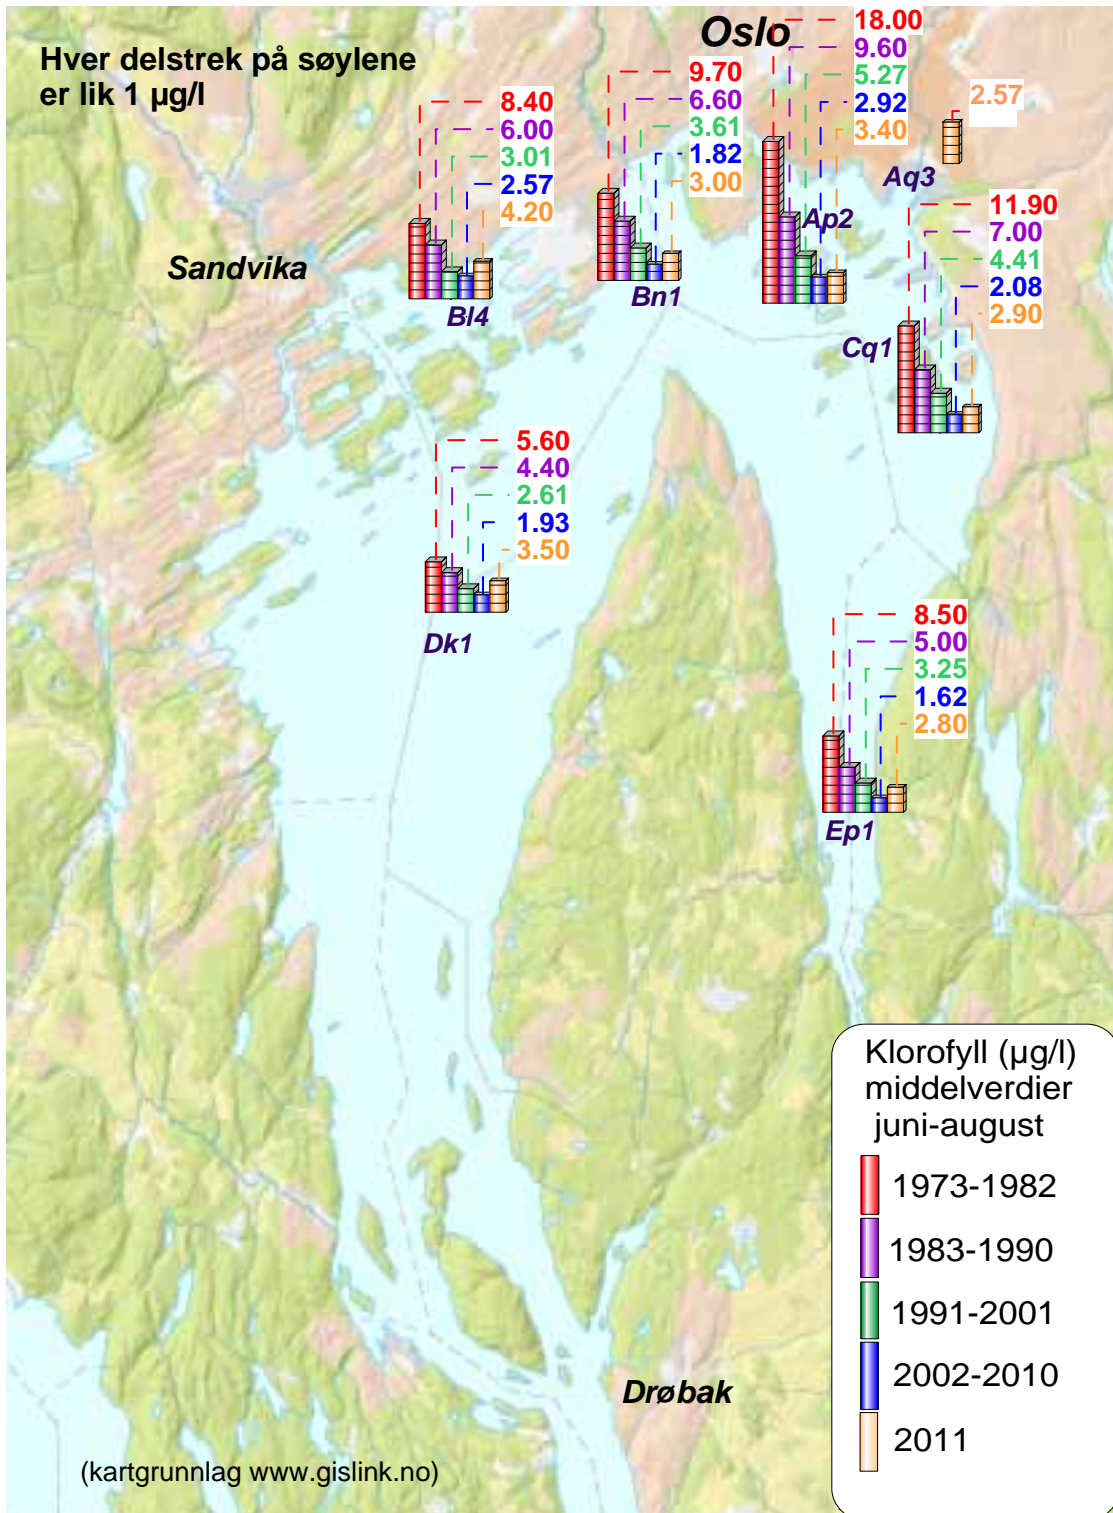 Hver delstrek på søylene
er lik 1 µg/l
Oslo
18.00
9.60
5.27
2.92
3.40
Ap2
9.70
6.60
3.61
1.82
3.00
Bn1
8.40
6.00
3.01
2.57
4.20
Bl4
Sandvika
2.57
Aq3
11.90
7.00
4.41
2.08
2.90
Cq1
5.60
4.40
2.61
1.93
3.50
Dk1
8.50
5.00
3.25
1.62
2.80
Ep1
Klorofyll (µg/l)
middelverdier
juni-august
1973-1982
1983-1990
1991-2001
2002-2010
2011
Drøbak
(kartgrunnlag www.gislink.no)